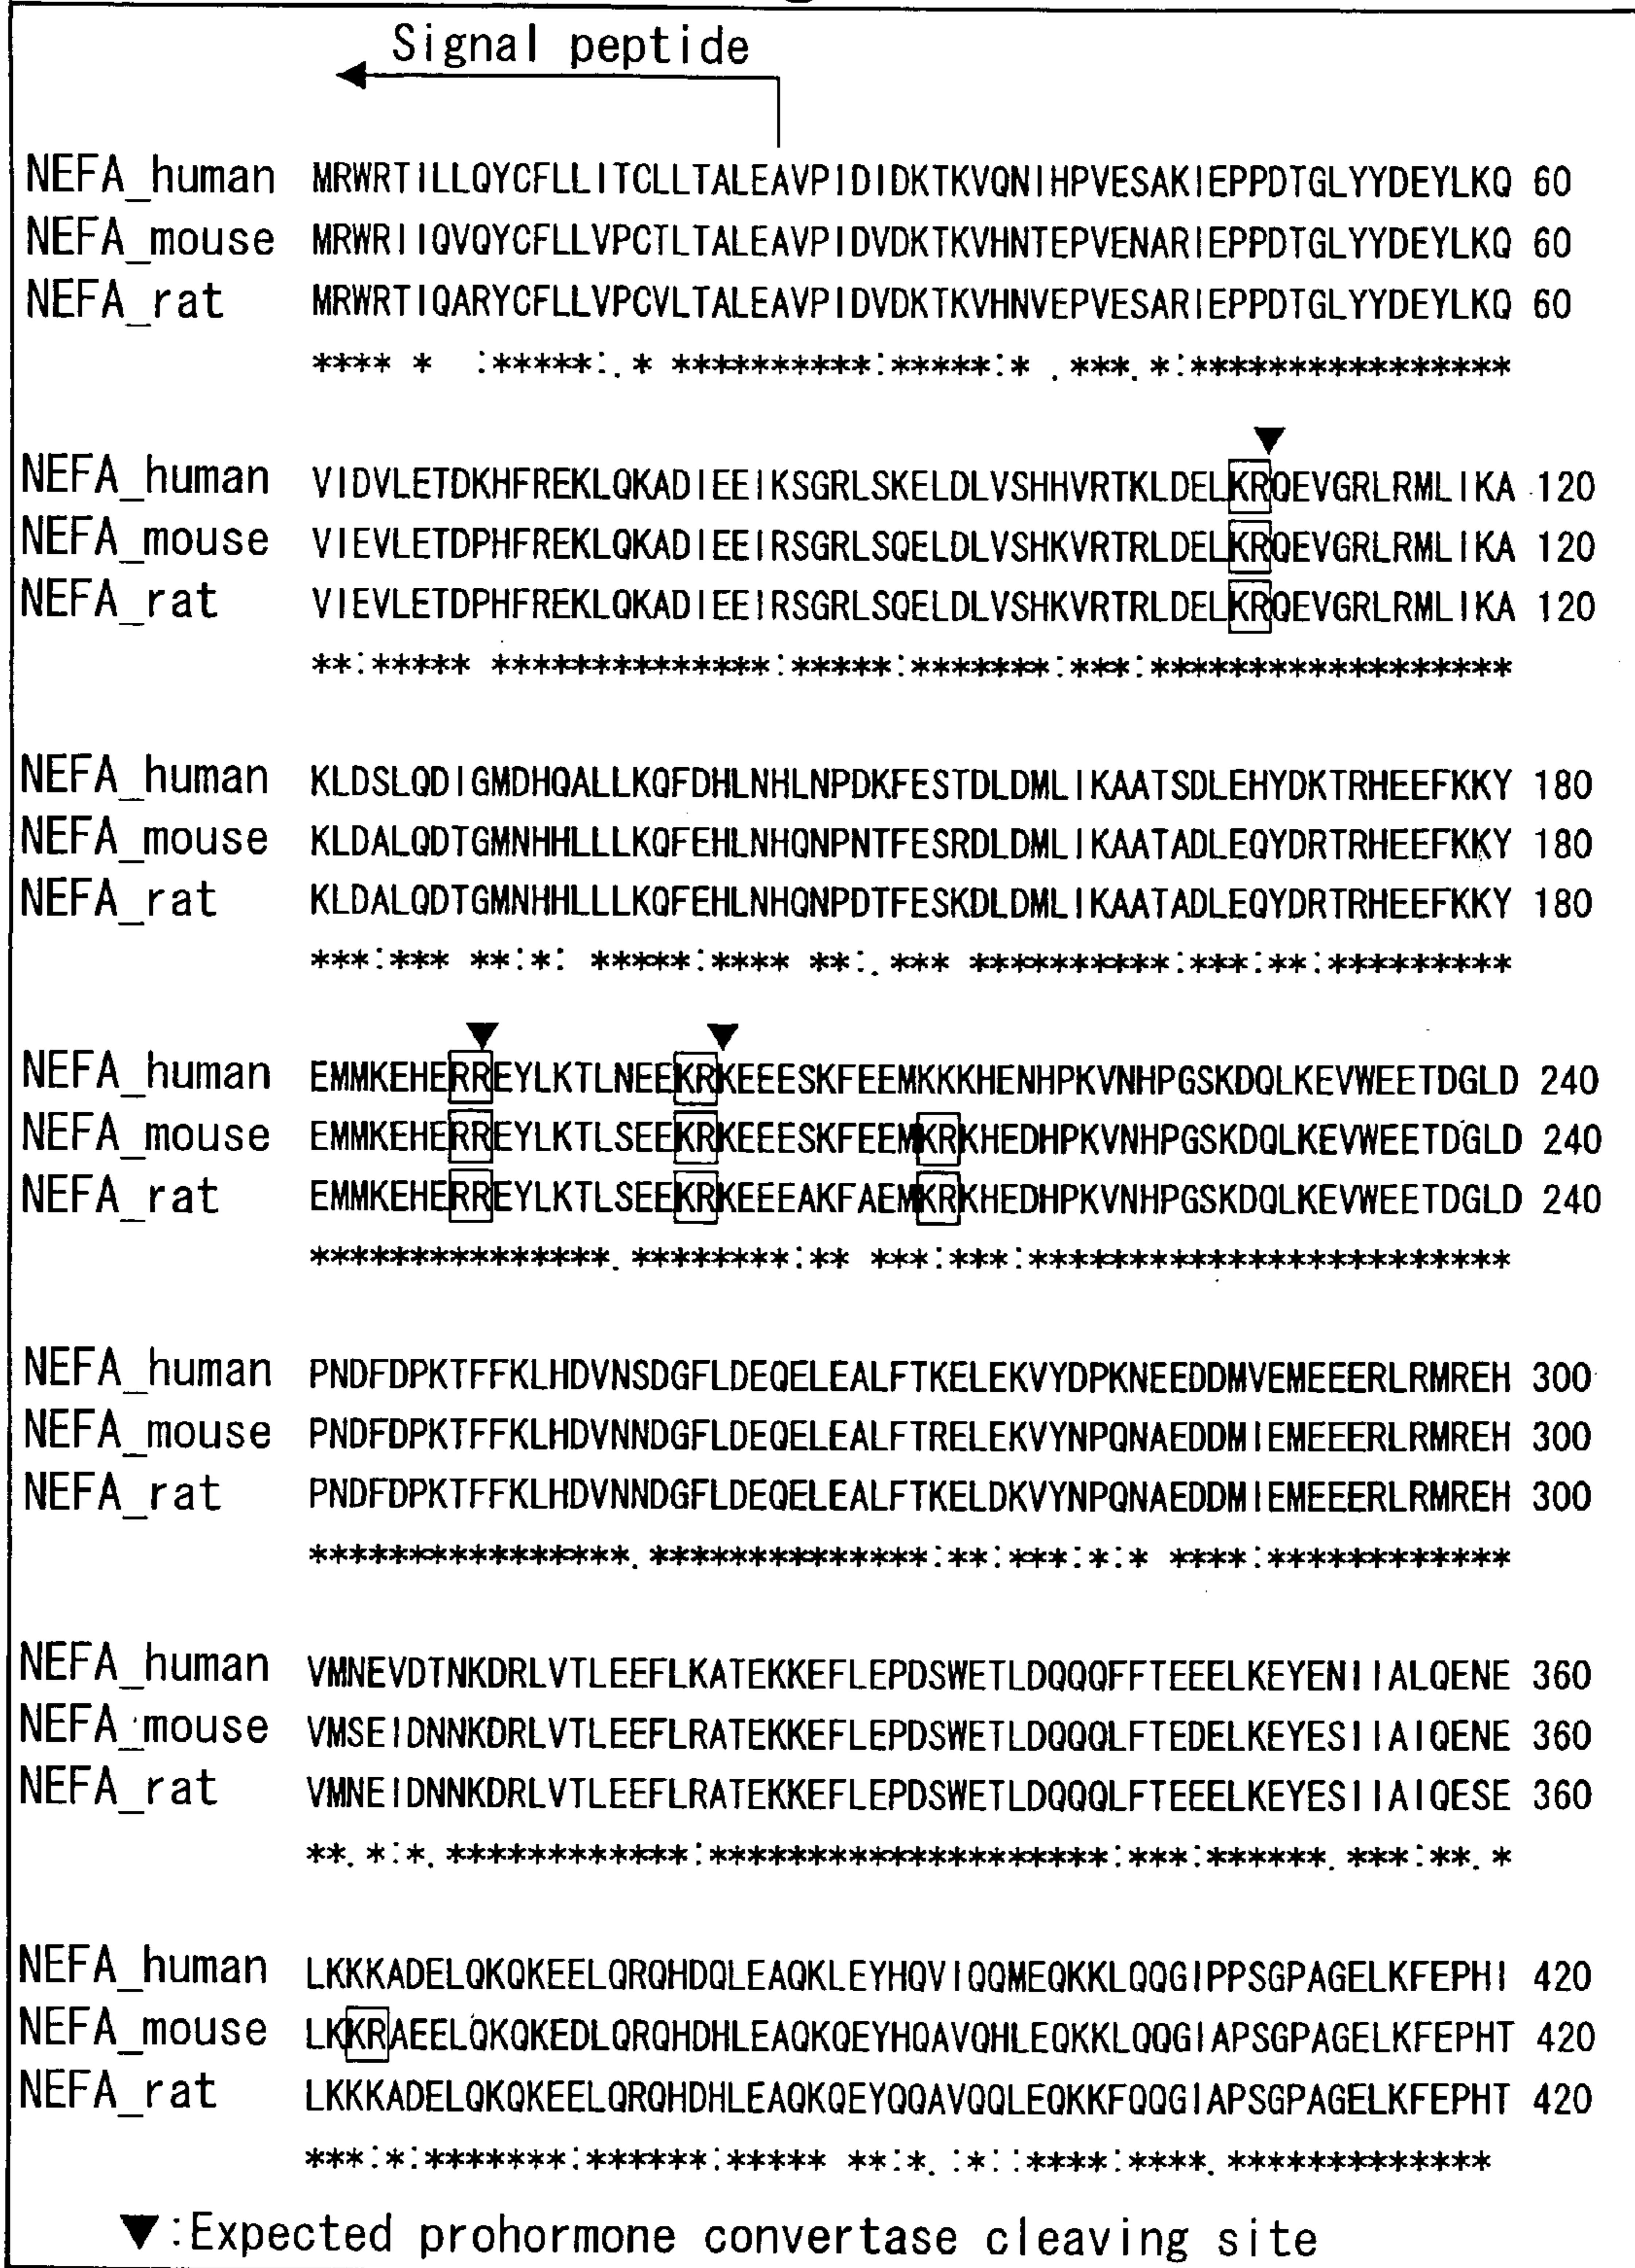 Signal peptide
NEFA_human MRWRTILLQYCFLLITCLLTALEAVPIDIDKTKVQNIHPVESAKIEPPDTGLYYDEYLKQ 60
NEFA_mouse MRWRIIQVQYCFLLVPCTLTALEAVPIDVDKTKVHNTEPVENARIEPPDTGLYYDEYLKQ 60
NEFA_rat MRWRTIQARYCFLLVPCVLTALEAVPIDVDKTKVHNVEPVESARIEPPDTGLYYDEYLKQ 60
**** *  :*****:.* **********:*****:* .***.*:****************
▼
NEFA_human VIDVLETDKHFREKLQKADIEEIKSGRLSKELDLVSHHVRTKLDELKRQEVGRLRMLIKA 120
NEFA_mouse VIEVLETDPHFREKLQKADIEEIRSGRLSQELDLVSHKVRTRLDELKRQEVGRLRMLIKA 120
NEFA_rat VIEVLETDPHFREKLQKADIEEIRSGRLSQELDLVSHKVRTRLDELKRQEVGRLRMLIKA 120
**:***** **************:*****:*******:***:******************
NEFA_human KLDSLQDIGMDHQALLKQFDHLNHLNPDKFESTDLDMLIKAATSDLEHYDKTRHEEFKKY 180
NEFA_mouse KLDALQDTGMNHHLLLKQFEHLNHQNPNTFESRDLDMLIKAATADLEQYDRTRHEEFKKY 180
NEFA_rat KLDALQDTGMNHHLLLKQFEHLNHQNPDTFESKDLDMLIKAATADLEQYDRTRHEEFKKY 180
***:*** **:*: *****:**** **:.*** **********:***:**:*********
▼ ▼
NEFA_human EMMKEHERREYLKTLNEEKRKEEESKFEEMKKKHENHPKVNHPGSKDQLKEVWEETDGLD 240
NEFA_mouse EMMKEHERREYLKTLSEEKRKEEESKFEEMKRKHEDHPKVNHPGSKDQLKEVWEETDGLD 240
NEFA_rat EMMKEHERREYLKTLSEEKRKEEEAKFAEMKRKHEDHPKVNHPGSKDQLKEVWEETDGLD 240
***************.********:** ***:***:************************
NEFA_human PNDFDPKTFFKLHDVNSDGFLDEQELEALFTKELEKVYDPKNEEDDMVEMEEERLRMREH 300
NEFA_mouse PNDFDPKTFFKLHDVNNDGFLDEQELEALFTRELEKVYNPQNAEDDMIEMEEERLRMREH 300
NEFA_rat PNDFDPKTFFKLHDVNNDGFLDEQELEALFTKELDKVYNPQNAEDDMIEMEEERLRMREH 300
****************.**************:**:***:*:* ****:************
NEFA_human VMNEVDTNKDRLVTLEEFLKATEKKEFLEPDSWETLDQQQFFTEEELKEYENIIALQENE 360
NEFA_mouse VMSEIDNNKDRLVTLEEFLRATEKKEFLEPDSWETLDQQQLFTEDELKEYESIIAIQENE 360
NEFA_rat VMNEIDNNKDRLVTLEEFLRATEKKEFLEPDSWETLDQQQLFTEEELKEYESIIAIQESE 360
**.*:*.************:********************:***:******.***:**.*
NEFA_human LKKKADELQKQKEELQRQHDQLEAQKLEYHQVIQQMEQKKLQQGIPPSGPAGELKFEPHI 420
NEFA_mouse LKKRAEELQKQKEDLQRQHDHLEAQKQEYHQAVQHLEQKKLQQGIAPSGPAGELKFEPHT 420
NEFA_rat LKKKADELQKQKEELQRQHDHLEAQKQEYQQAVQQLEQKKFQQGIAPSGPAGELKFEPHT 420
***:*:*******:******:***** **:*.:*::****:****.*************
▼:Expected prohormone convertase cleaving site